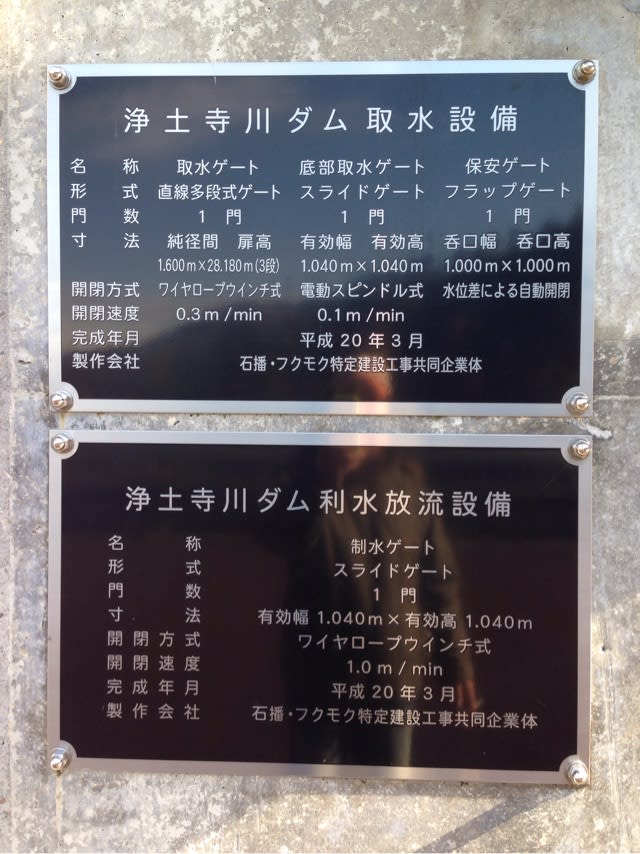 浄土寺川ダム取水設備
名称 取水ゲート 底部取水ゲート 保安ゲート
形式 直線多段式ゲート スライドゲート フラップゲート
門数 1門 1門 1門
寸法 純径間 扉高 有効幅 有効高 呑口幅 呑口高
1.600m×28.180m(3段) 1.040m×1.040m 1.000m×1.000m
開閉方式 ワイヤロープウインチ式 電動スピンドル式 水位差による自動開閉
開閉速度 0.3m/min 0.1m/min
完成年月 平成20年3月
製作会社 石播・フクモク特定建設工事共同企業体
浄土寺川ダム利水放流設備
名称 制水ゲート
形式 スライドゲート
門数 1門
寸法 有効幅 1.040m×有効高 1.040m
開閉方式 ワイヤロープウインチ式
開閉速度 1.0m/min
完成年月 平成20年3月
製作会社 石播・フクモク特定建設工事共同企業体